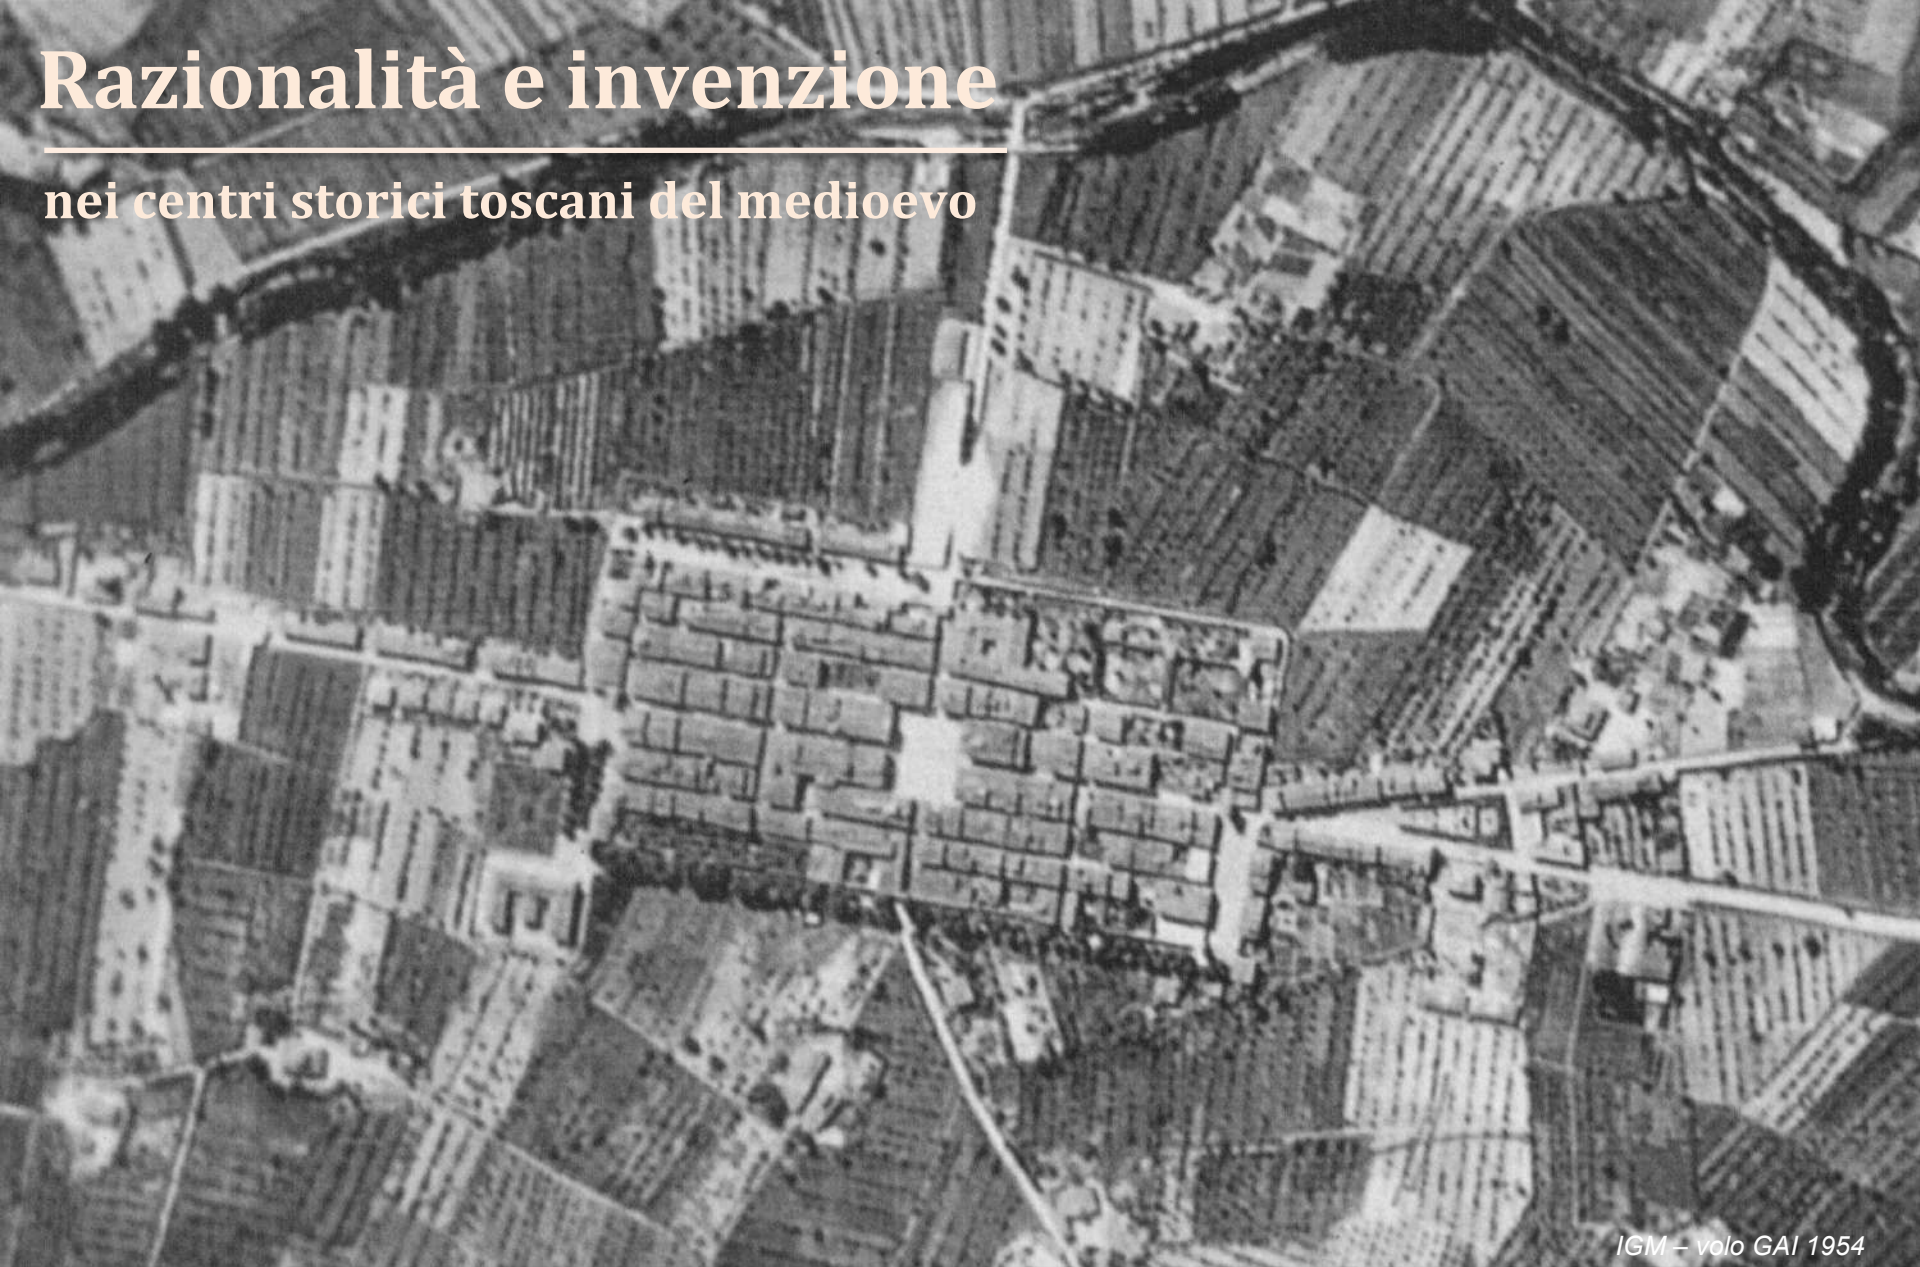 Razionalità e invenzione
nei centri storici toscani del medioevo
IGM – volo GAI 1954